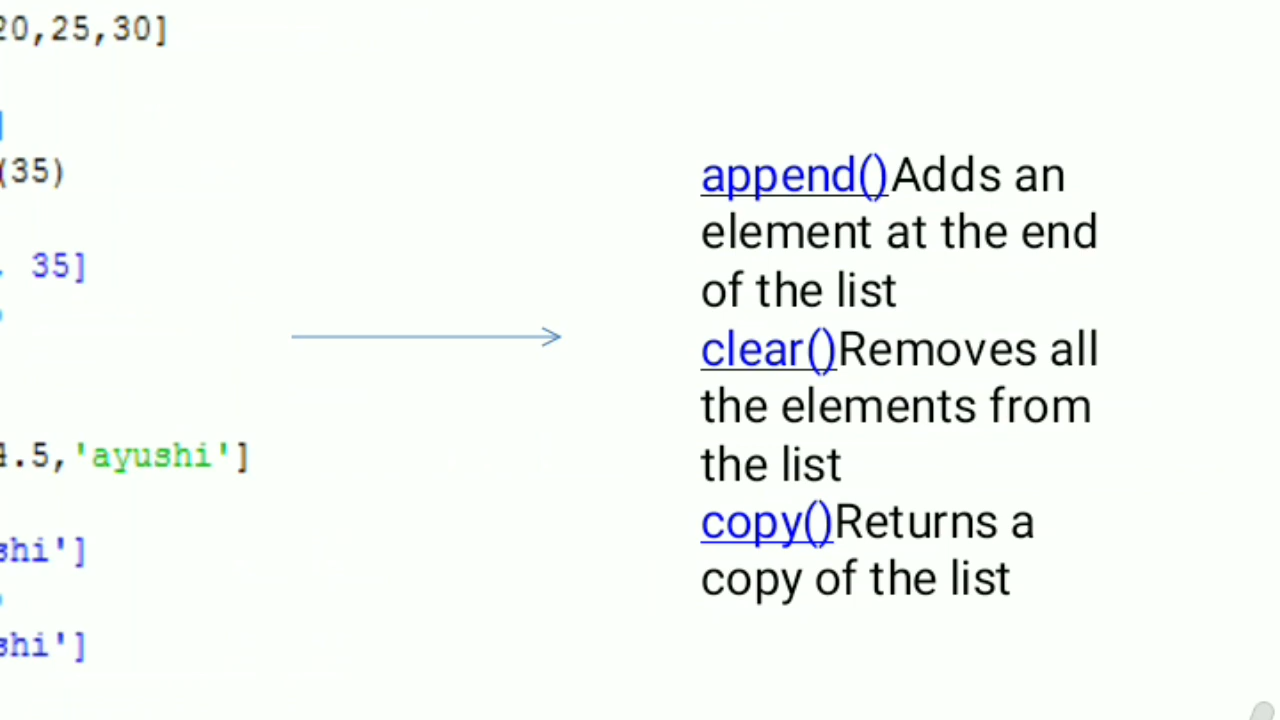 20,25,30]
(35)
35]
.5,'ayushi']
shi']
shi']
append()Adds an
element at the end
of the list
clear()Removes all
the elements from
the list
copy()Returns a
copy of the list